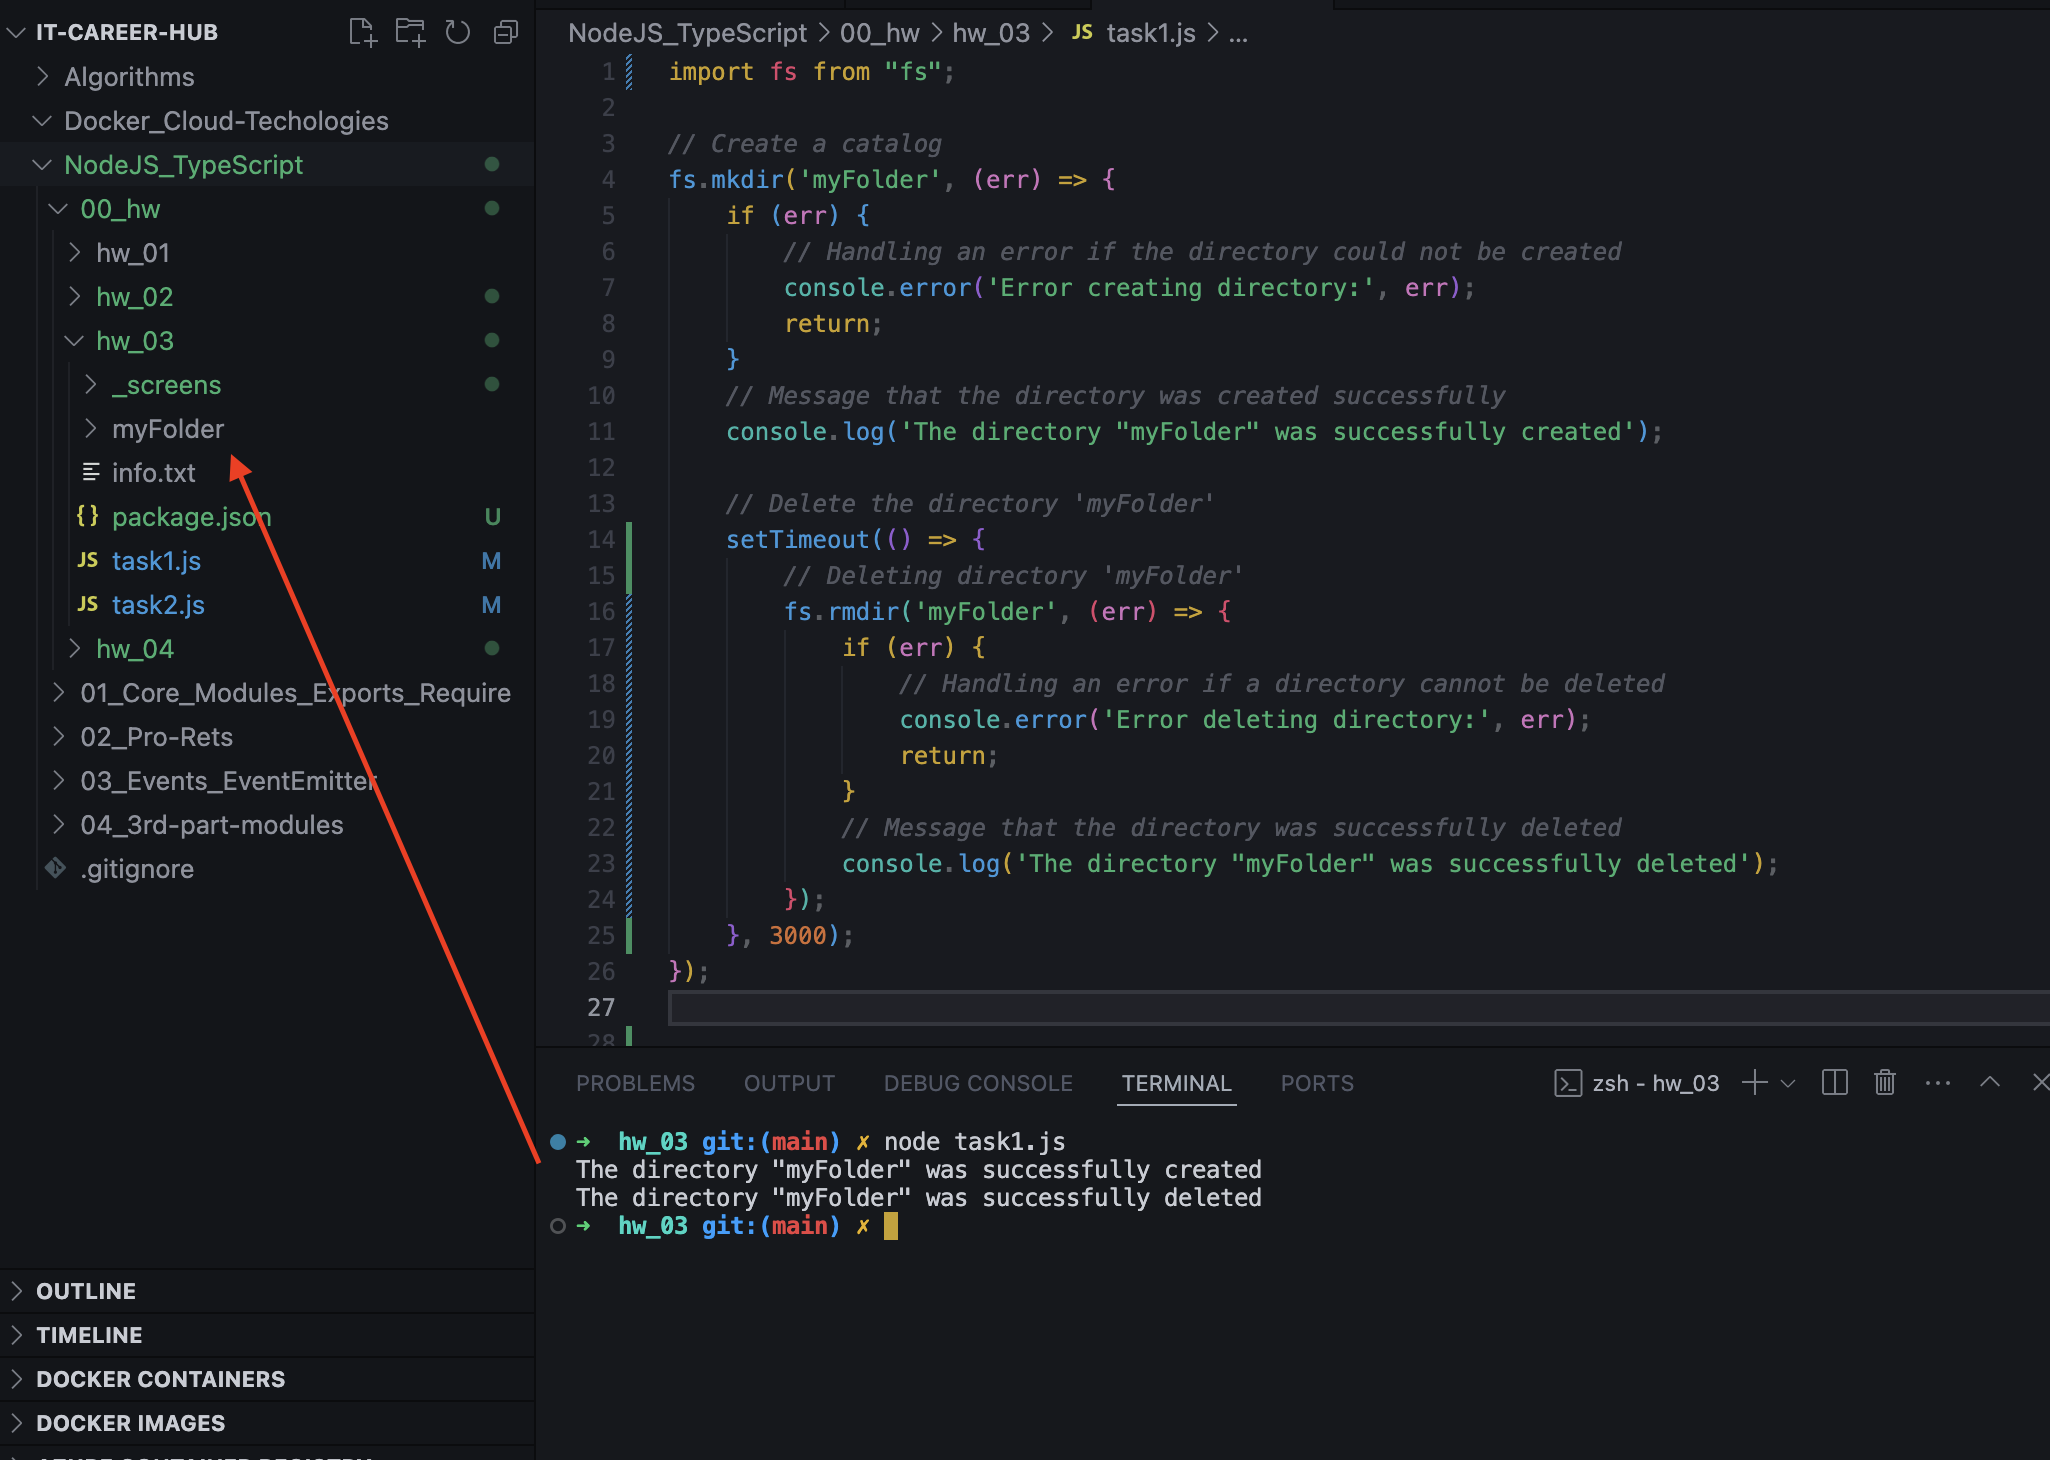 IT-CAREER-HUB
Algorithms
Docker_Cloud-Techologies
NodeJS_TypeScript
00_hw
hw_01
hw_02
hw_03
_screens
myFolder
info.txt
{} package.json U
JS task1.js M
JS task2.js M
hw_04
01_Core_Modules_Exports_Require
02_Pro-Rets
03_Events_EventEmitter
04_3rd-part-modules
.gitignore
OUTLINE
TIMELINE
DOCKER CONTAINERS
DOCKER IMAGES
AZURE CONTAINER REGISTRY
NodeJS_TypeScript > 00_hw > hw_03 > JS task1.js > ...
1 import fs from "fs";
2
3 // Create a catalog
4 fs.mkdir('myFolder', (err) => {
5 if (err) {
6 // Handling an error if the directory could not be created
7 console.error('Error creating directory:', err);
8 return;
9 }
10 // Message that the directory was created successfully
11 console.log('The directory "myFolder" was successfully created');
12
13 // Delete the directory 'myFolder'
14 setTimeout(() => {
15 // Deleting directory 'myFolder'
16 fs.rmdir('myFolder', (err) => {
17 if (err) {
18 // Handling an error if a directory cannot be deleted
19 console.error('Error deleting directory:', err);
20 return;
21 }
22 // Message that the directory was successfully deleted
23 console.log('The directory "myFolder" was successfully deleted');
24 });
25 }, 3000);
26 });
27
28
PROBLEMS OUTPUT DEBUG CONSOLE TERMINAL PORTS zsh - hw_03
➜ hw_03 git:(main) ✗ node task1.js
The directory "myFolder" was successfully created
The directory "myFolder" was successfully deleted
➜ hw_03 git:(main) ✗